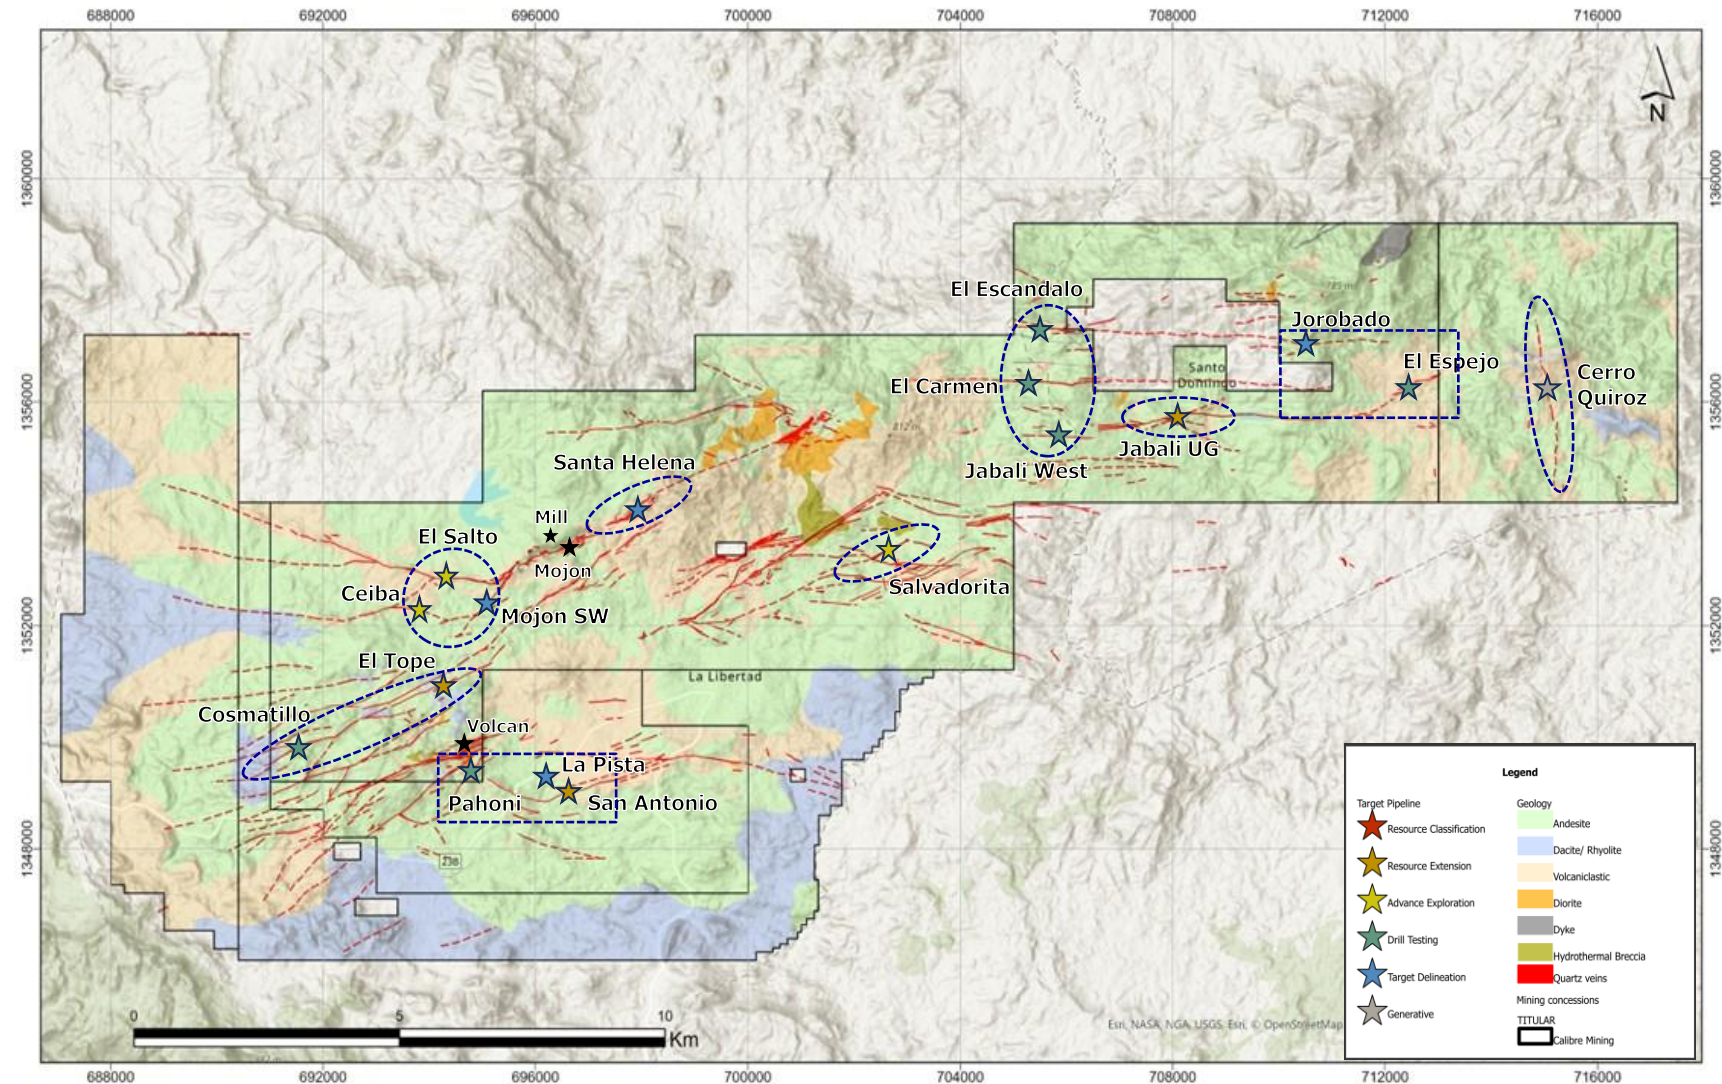 688000
692000
696000
700000
704000
708000
712000
716000
N
1360000
1360000
El Escandalo
Jorobado
El Espejo
Santo
Domingo
El Carmen
Cerro
Quiroz
1356000
1356000
812 m
Jabali UG
Jabali West
Santa Helena
Mill
El Salto
Mojon
Ceiba
Salvadorita
Mojon SW
1352000
1352000
El Tope
La Libertad
Cosmatillo
Volcan
La Pista
Pahoni
San Antonio
1348000
1348000
238
0
5
10
Km
Esri, NASA, NGA, USGS, Esri, © OpenStreetMap
Legend
Target Pipeline
Resource Classification
Resource Extension
Advance Exploration
Drill Testing
Target Delineation
Generative
Geology
Andesite
Dacite/ Rhyolite
Volcaniclastic
Diorite
Dyke
Hydrothermal Breccia
Quartz veins
Mining concessions
TITULAR
Calibre Mining
688000
692000
696000
700000
704000
708000
712000
716000